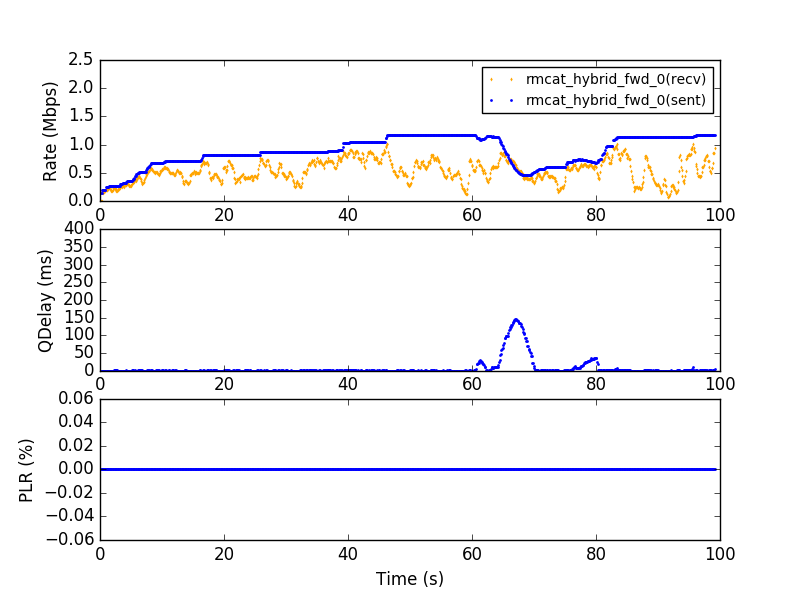 2.5
2.0
1.5
1.0
0.5
0.0
Rate (Mbps)
rmcat_hybrid_fwd_0(recv)
rmcat_hybrid_fwd_0(sent)
0 20 40 60 80 100
400
350
300
250
200
150
100
50
0
QDelay (ms)
0 20 40 60 80 100
0.06
0.04
0.02
0.00
−0.02
−0.04
−0.06
PLR (%)
0 20 40 60 80 100
Time (s)